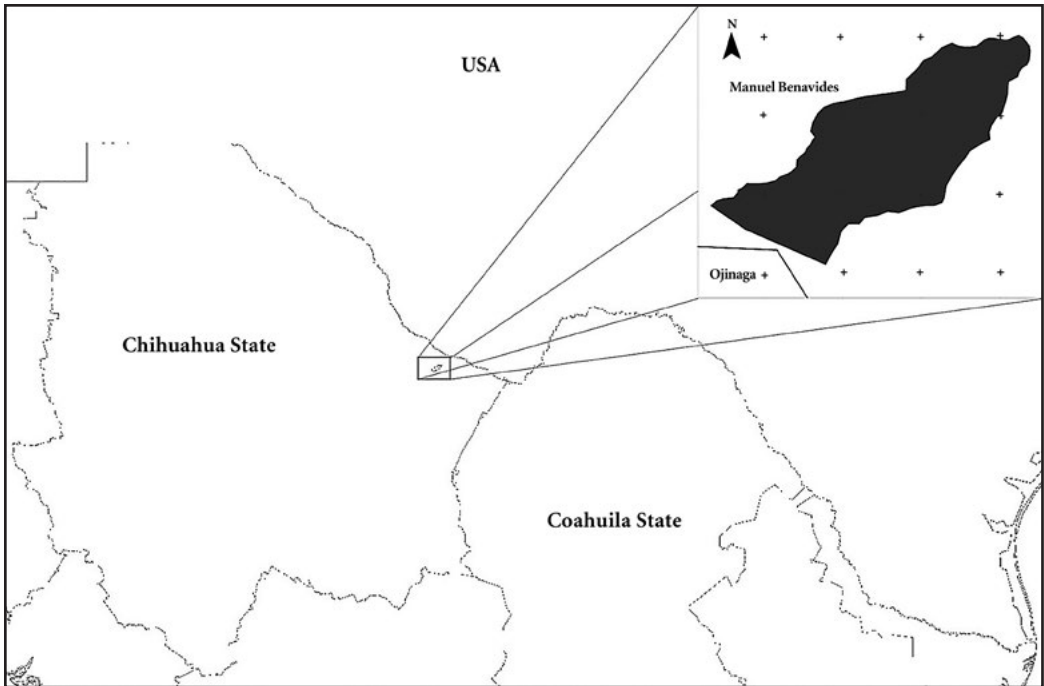 USA
N
Manuel Benavides
Ojinaga
Chihuahua State
Coahuila State